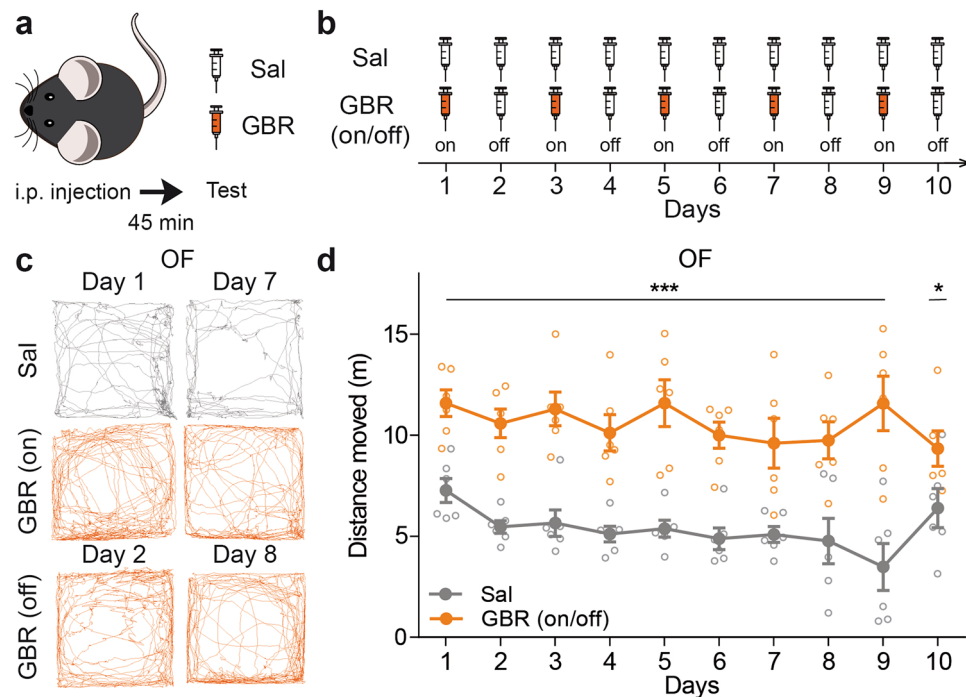 a
Sal
GBR
i.p. injection
Test
45 min
b
Sal
GBR
(on/off)
on off on off on off on off on off
1 2 3 4 5 6 7 8 9 10
Days
c
OF
Day 1 Day 7
Sal
GBR (on)
Day 2 Day 8
GBR (off)
d
OF
*** *
Distance moved (m)
15
10
5
0
Sal
GBR (on/off)
1 2 3 4 5 6 7 8 9 10
Days